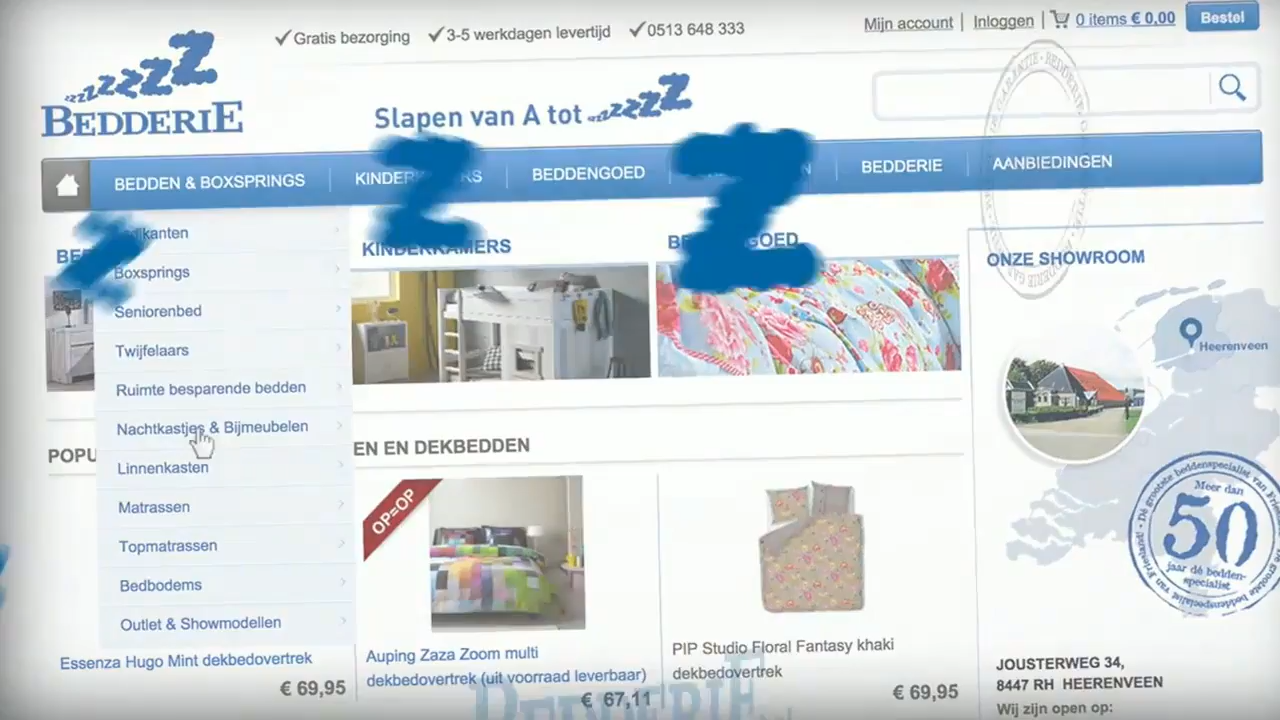 Gratis bezorging
3-5 werkdagen levertijd
0513 648 333
Mijn account
Inloggen
0 items € 0,00
Bestel
zzzzzzz
BEDDERIE
Slapen van A tot zzzzzz
BEDDEN & BOXSPRINGS
BEDDENGOED
BEDDERIE
AANBIEDINGEN
Z
Z
Z
Boxsprings
Seniorenbed
Twijfelaars
Ruimte besparende bedden
Nachtkastjes & Bijmeubelen
Linnenkasten
Matrassen
Topmatrassen
Bedbodems
Outlet & Showmodellen
KINDERKAMERS
ONZE SHOWROOM
Heerenveen
EN DEKBEDDEN
OP=OP
Essenza Hugo Mint dekbedovertrek
€ 69,95
Auping Zaza Zoom multi
dekbedovertrek (uit voorraad leverbaar)
€ 67,11
PIP Studio Floral Fantasy khaki
dekbedovertrek
€ 69,95
Meer dan
50
jaar dé bedden-
specialist
JOUSTERWEG 34,
8447 RH HEERENVEEN
Wij zijn open op:
BEDDERIE